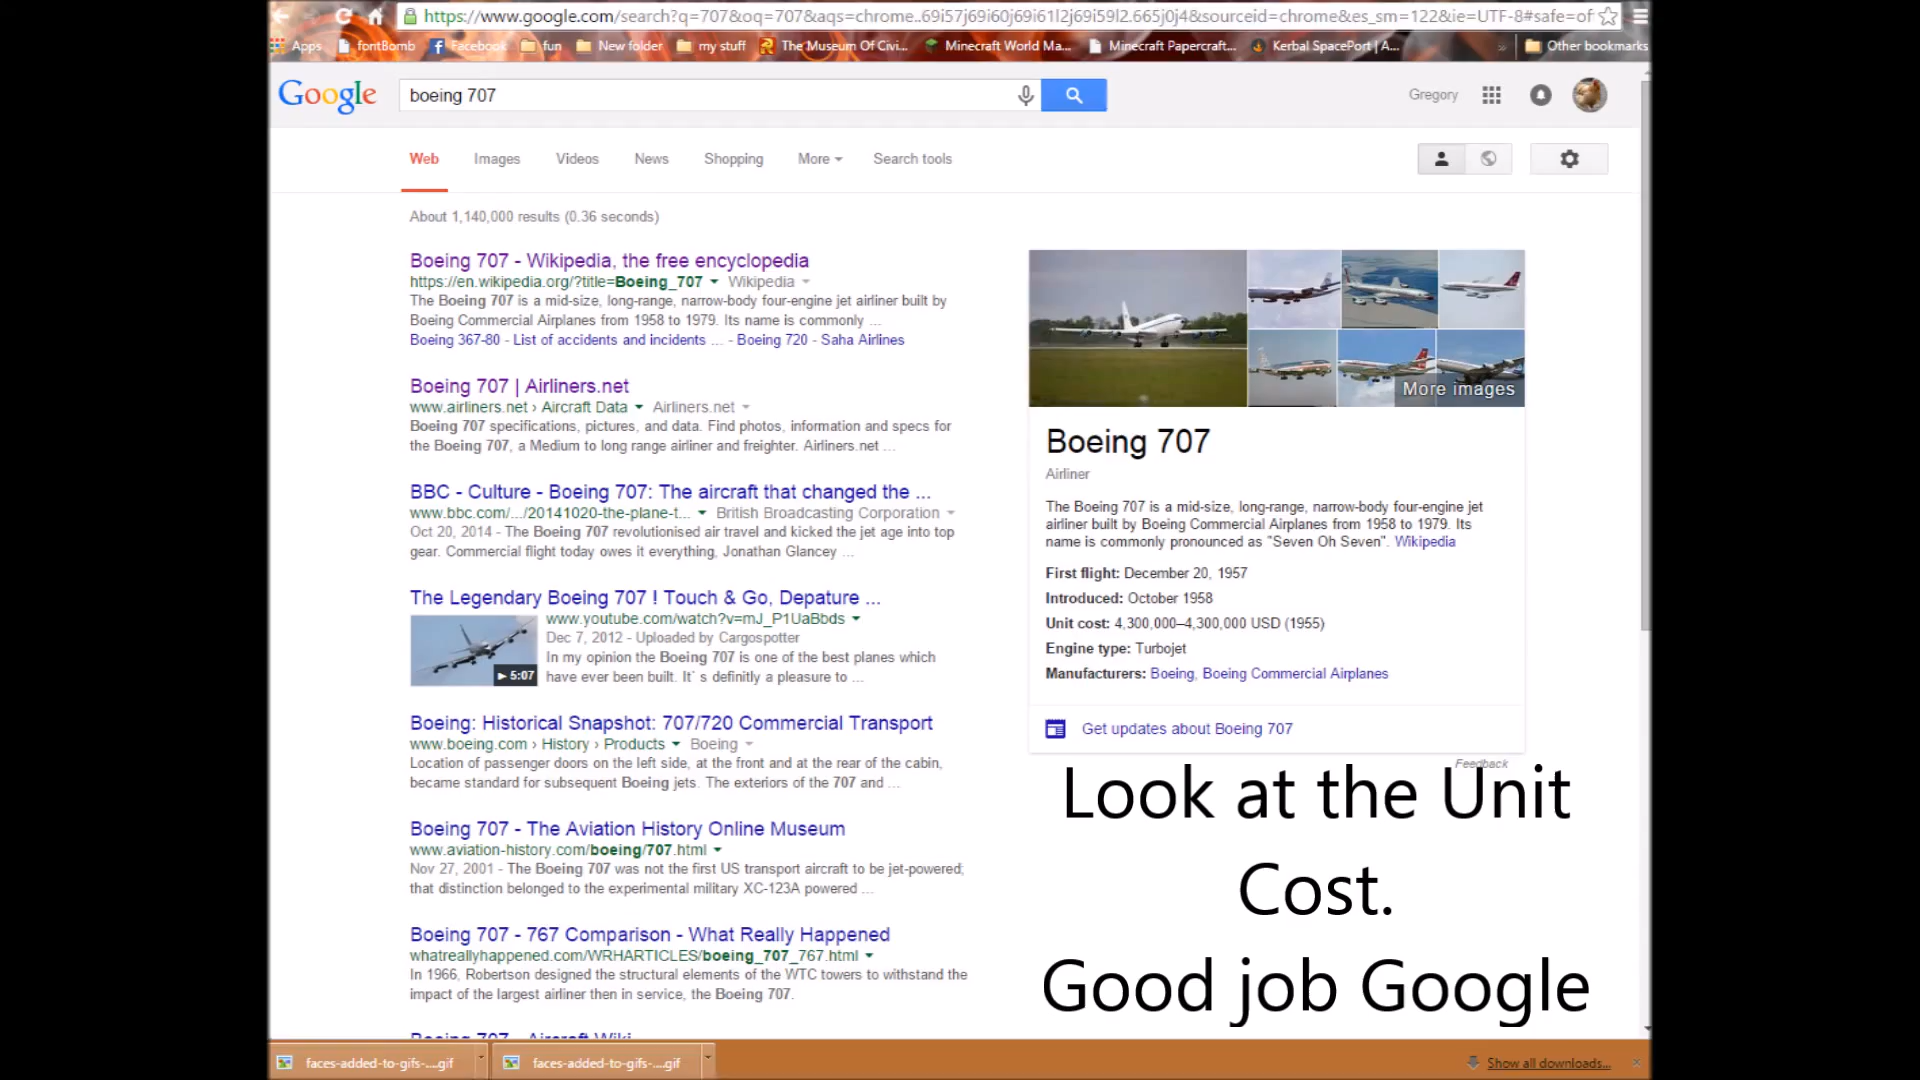 https://www.google.com/search?q=707&oq=707&aqs=chrome..69i57j69i60j69i61l2j69i59l2.665j0j4&sourceid=chrome&es_sm=122&ie=UTF-8#safe=of
Apps fontBomb Facebook fun New folder my stuff The Museum Of Civi... Minecraft World Ma... Minecraft Papercraft... Kerbal SpacePort | A... » Other bookmarks
Google boeing 707 Gregory
Web Images Videos News Shopping More Search tools
About 1,140,000 results (0.36 seconds)
Boeing 707 - Wikipedia, the free encyclopedia
https://en.wikipedia.org/?title=Boeing_707 Wikipedia
The Boeing 707 is a mid-size, long-range, narrow-body four-engine jet airliner built by
Boeing Commercial Airplanes from 1958 to 1979. Its name is commonly ...
Boeing 367-80 - List of accidents and incidents ... - Boeing 720 - Saha Airlines
Boeing 707 | Airliners.net
www.airliners.net › Aircraft Data Airliners.net
Boeing 707 specifications, pictures, and data. Find photos, information and specs for
the Boeing 707, a Medium to long range airliner and freighter. Airliners.net ...
BBC - Culture - Boeing 707: The aircraft that changed the ...
www.bbc.com/.../20141020-the-plane-t... British Broadcasting Corporation
Oct 20, 2014 - The Boeing 707 revolutionised air travel and kicked the jet age into top
gear. Commercial flight today owes it everything, Jonathan Glancey ...
The Legendary Boeing 707 ! Touch & Go, Depature ...
www.youtube.com/watch?v=mJ_P1UaBbds
Dec 7, 2012 - Uploaded by Cargospotter
In my opinion the Boeing 707 is one of the best planes which
have ever been built. It´s definitly a pleasure to ...
5:07
Boeing: Historical Snapshot: 707/720 Commercial Transport
www.boeing.com › History › Products Boeing
Location of passenger doors on the left side, at the front and at the rear of the cabin,
became standard for subsequent Boeing jets. The exteriors of the 707 and ...
Boeing 707 - The Aviation History Online Museum
www.aviation-history.com/boeing/707.html
Nov 27, 2001 - The Boeing 707 was not the first US transport aircraft to be jet-powered;
that distinction belonged to the experimental military XC-123A powered ...
Boeing 707 - 767 Comparison - What Really Happened
whatreallyhappened.com/WRHARTICLES/boeing_707_767.html
In 1966, Robertson designed the structural elements of the WTC towers to withstand the
impact of the largest airliner then in service, the Boeing 707.
Boeing 707 - Aircraft Wiki
More images
Boeing 707
Airliner
The Boeing 707 is a mid-size, long-range, narrow-body four-engine jet
airliner built by Boeing Commercial Airplanes from 1958 to 1979. Its
name is commonly pronounced as "Seven Oh Seven". Wikipedia
First flight: December 20, 1957
Introduced: October 1958
Unit cost: 4,300,000–4,300,000 USD (1955)
Engine type: Turbojet
Manufacturers: Boeing, Boeing Commercial Airplanes
Get updates about Boeing 707
Feedback
Look at the Unit
Cost.
Good job Google
faces-added-to-gifs-....gif faces-added-to-gifs-....gif Show all downloads...